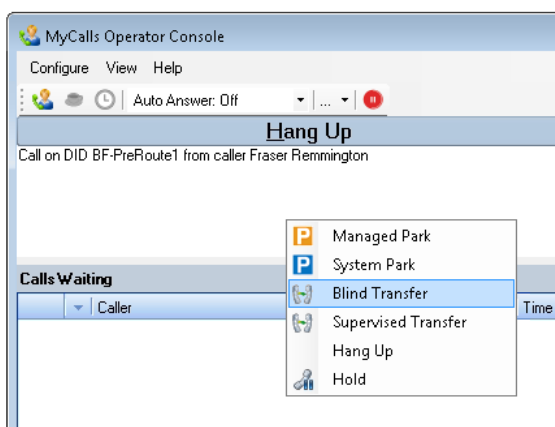 MyCalls Operator Console
Configure View Help
Auto Answer: Off ...
Hang Up
Call on DID BF-PreRoute1 from caller Fraser Remmington
P Managed Park
P System Park
Blind Transfer
Supervised Transfer
Hang Up
Hold
Calls Waiting
Caller Time